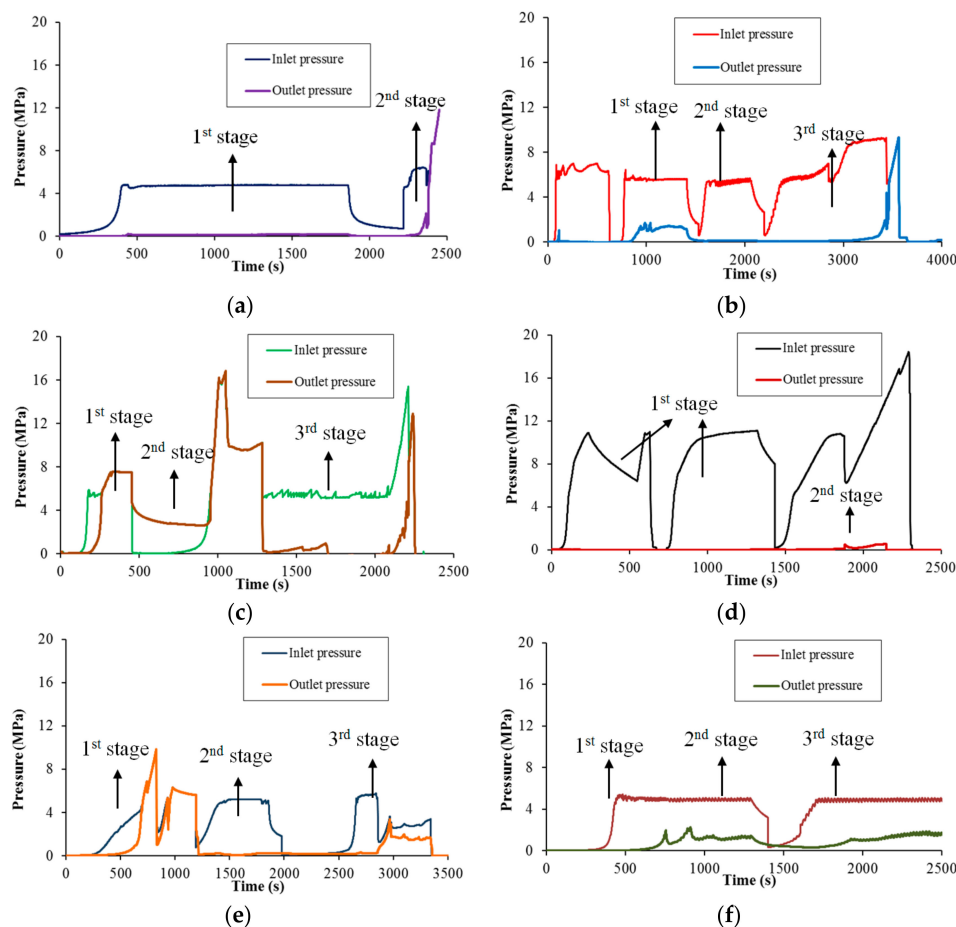 20
16
12
8
4
0
Pressure (MPa)
Inlet pressure
Outlet pressure
1st stage
2nd stage
0 500 1000 1500 2000 2500
Time (s)
(a)
20
16
12
8
4
0
Pressure (MPa)
Inlet pressure
Outlet pressure
1st stage
2nd stage
3rd stage
0 1000 2000 3000 4000
Time (s)
(b)
20
16
12
8
4
0
Pressure (MPa)
Inlet pressure
Outlet pressure
1st stage
2nd stage
3rd stage
0 500 1000 1500 2000 2500
Time (s)
(c)
20
16
12
8
4
0
Pressure (MPa)
Inlet pressure
Outlet pressure
1st stage
2nd stage
0 500 1000 1500 2000 2500
Time (s)
(d)
20
16
12
8
4
0
Pressure (MPa)
Inlet pressure
Outlet pressure
1st stage
2nd stage
3rd stage
0 500 1000 1500 2000 2500 3000 3500
Time (s)
(e)
20
16
12
8
4
0
Pressure (MPa)
Inlet pressure
Outlet pressure
1st stage
2nd stage
3rd stage
0 500 1000 1500 2000 2500
Time (s)
(f)